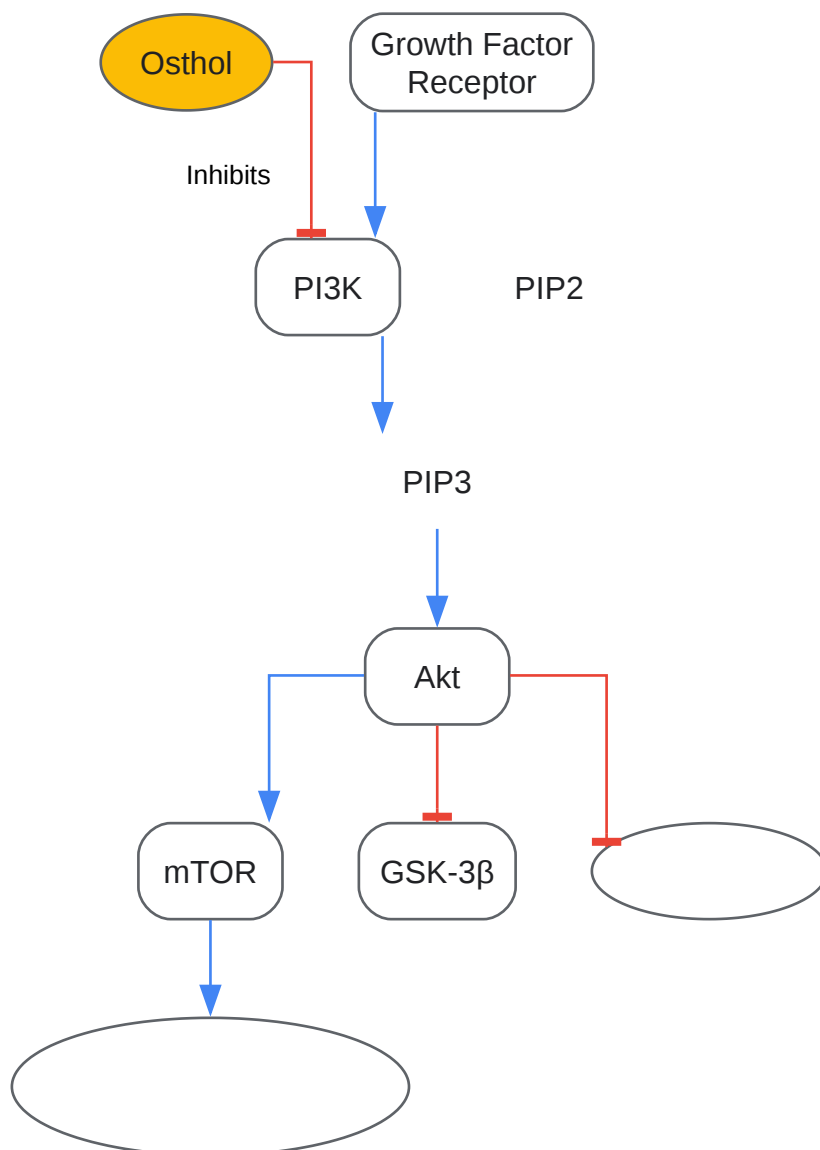 Osthol
Growth Factor
Receptor
Inhibits
PI3K
PIP2
PIP3
Akt
mTOR
GSK-3β